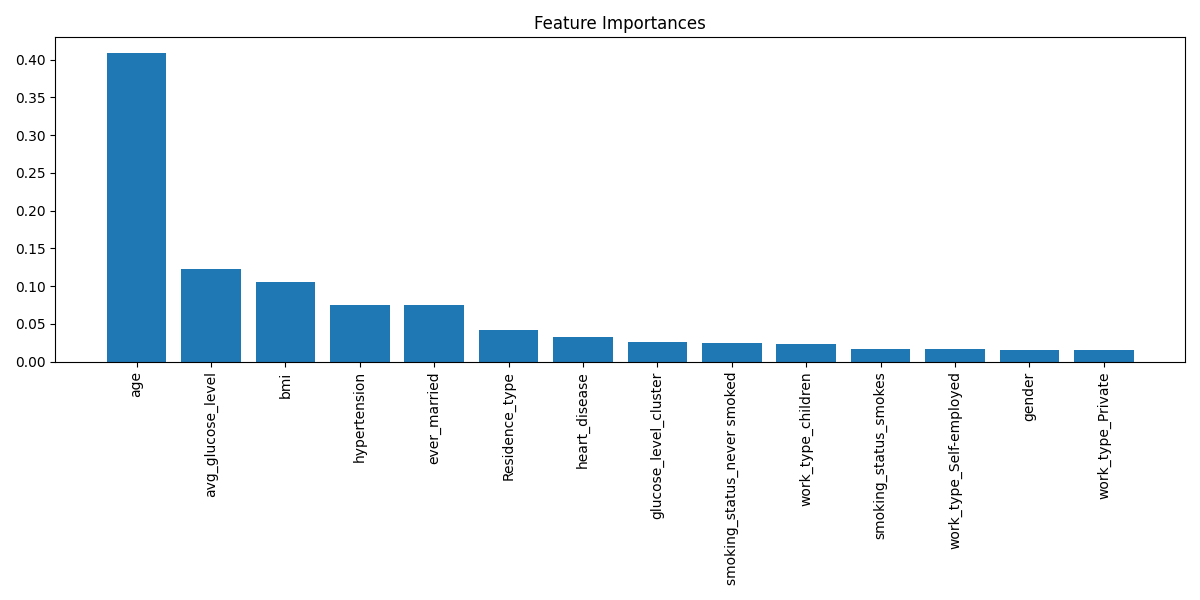 Feature Importances
0.40
0.35
0.30
0.25
0.20
0.15
0.10
0.05
0.00
age
avg_glucose_level
bmi
hypertension
ever_married
Residence_type
heart_disease
glucose_level_cluster
smoking_status_never smoked
work_type_children
smoking_status_smokes
work_type_Self-employed
gender
work_type_Private